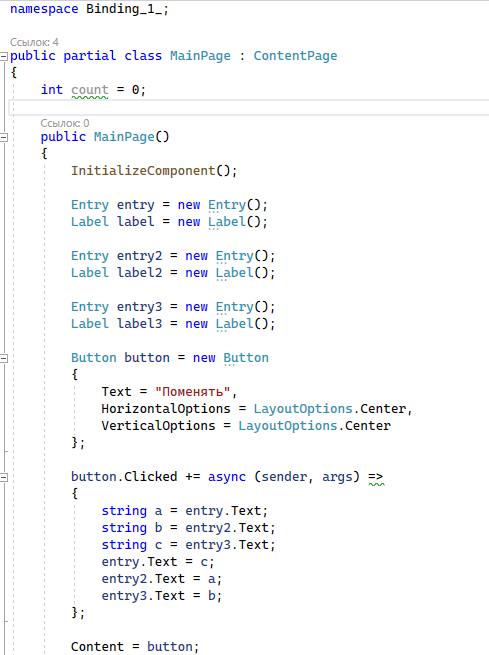 namespace Binding_1_;
Ссылок: 4
public partial class MainPage : ContentPage
{
int count = 0;
Ссылок: 0
public MainPage()
{
InitializeComponent();
Entry entry = new Entry();
Label label = new Label();
Entry entry2 = new Entry();
Label label2 = new Label();
Entry entry3 = new Entry();
Label label3 = new Label();
Button button = new Button
{
Text = "Поменять",
HorizontalOptions = LayoutOptions.Center,
VerticalOptions = LayoutOptions.Center
};
button.Clicked += async (sender, args) =>
{
string a = entry.Text;
string b = entry2.Text;
string c = entry3.Text;
entry.Text = c;
entry2.Text = a;
entry3.Text = b;
};
Content = button;